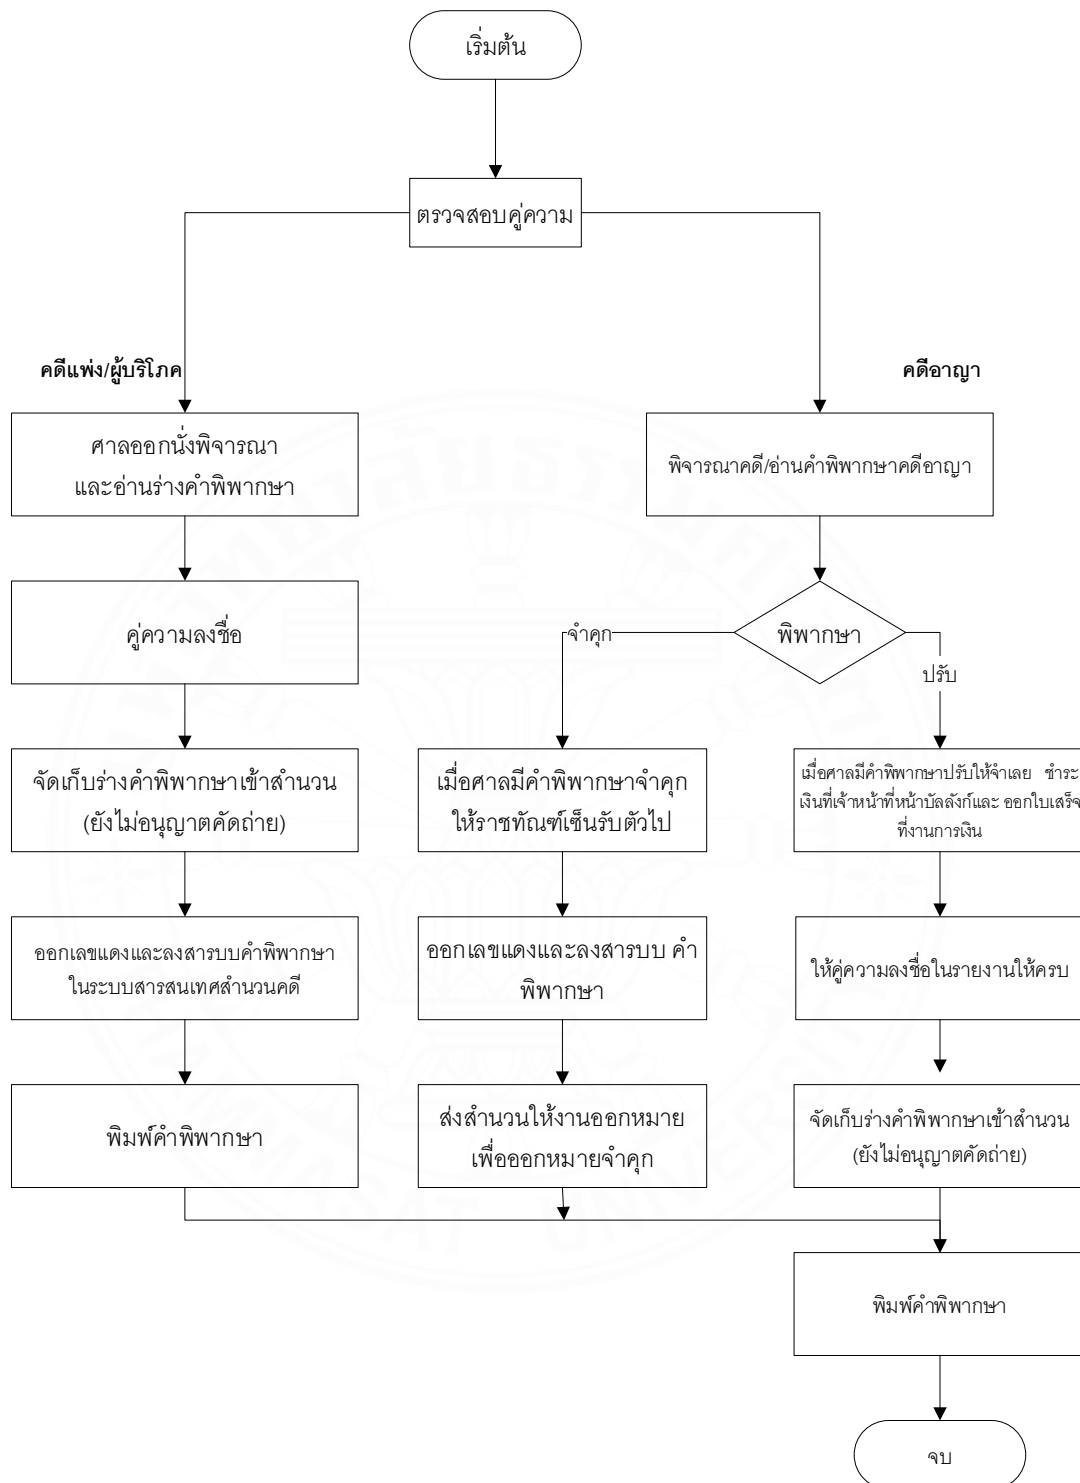 เริ่มต้น
ตรวจสอบคู่ความ
คดีแพ่ง/ผู้บริโภค
คดีอาญา
ศาลออกนั่งพิจารณา
และอ่านร่างคำพิพากษา
พิจารณาคดี/อ่านคำพิพากษาคดีอาญา
คู่ความลงชื่อ
จำคุก
พิพากษา
ปรับ
จัดเก็บร่างคำพิพากษาเข้าสำนวน
(ยังไม่อนุญาตคัดถ่าย)
เมื่อศาลมีคำพิพากษาจำคุก
ให้ราชทัณฑ์เซ็นรับตัวไป
เมื่อศาลมีคำพิพากษาปรับให้จำเลย ชำระ
เงินที่เจ้าหน้าที่หน้าบัลลังก์และ ออกใบเสร็จ
ที่งานการเงิน
ออกเลขแดงและลงสารบบคำพิพากษา
ในระบบสารสนเทศสำนวนคดี
ออกเลขแดงและลงสารบบ คำ
พิพากษา
ให้คู่ความลงชื่อในรายงานให้ครบ
พิมพ์คำพิพากษา
ส่งสำนวนให้งานออกหมาย
เพื่อออกหมายจำคุก
จัดเก็บร่างคำพิพากษาเข้าสำนวน
(ยังไม่อนุญาตคัดถ่าย)
พิมพ์คำพิพากษา
จบ